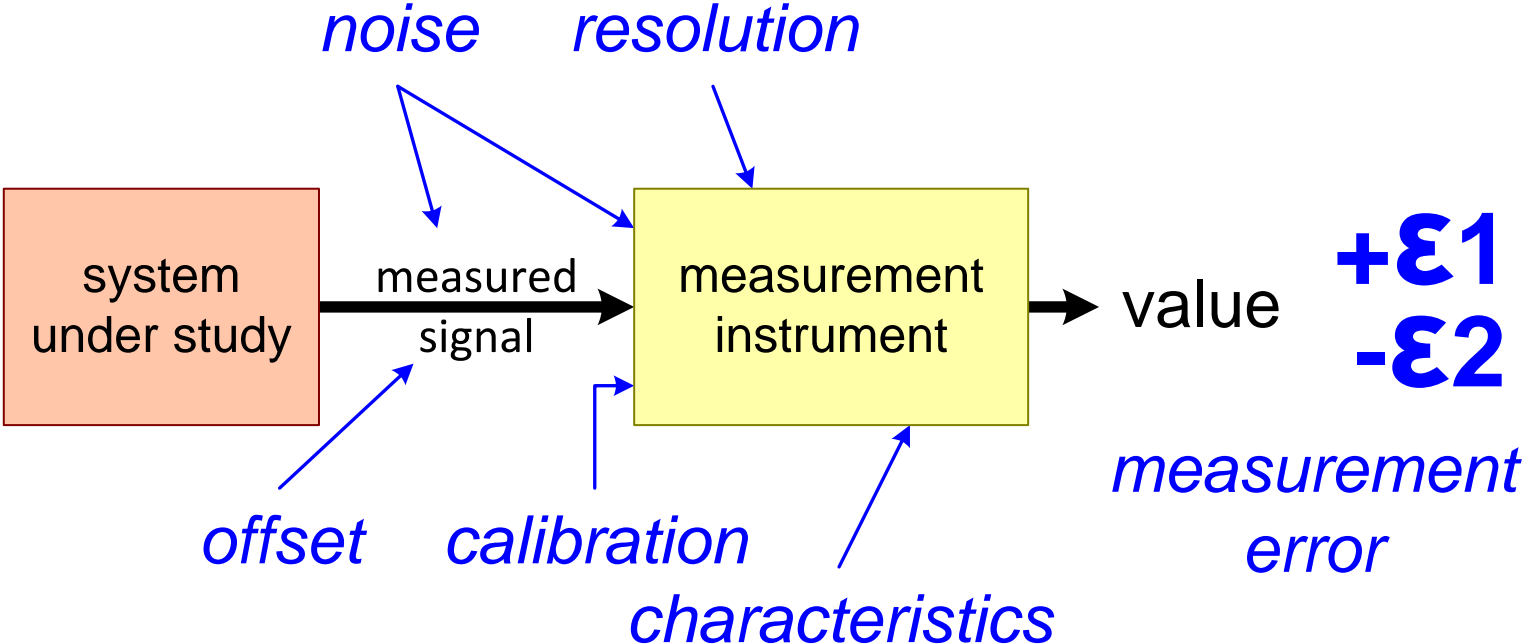 noise
resolution
system
under study
measured
signal
measurement
instrument
value
+ε1
-ε2
offset
calibration
characteristics
measurement
error